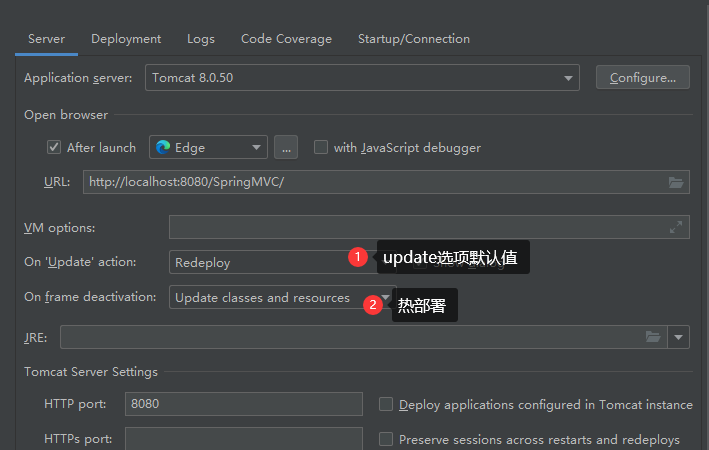 Server Deployment Logs Code Coverage Startup/Connection
Application server: Tomcat 8.0.50 Configure...
Open browser
After launch Edge ... with JavaScript debugger
URL: http://localhost:8080/SpringMVC/
VM options:
On 'Update' action: Redeploy 1 update选项默认值
On frame deactivation: Update classes and resources 2 热部署
JRE:
Tomcat Server Settings
HTTP port: 8080 Deploy applications configured in Tomcat instance
HTTPs port: Preserve sessions across restarts and redeploys